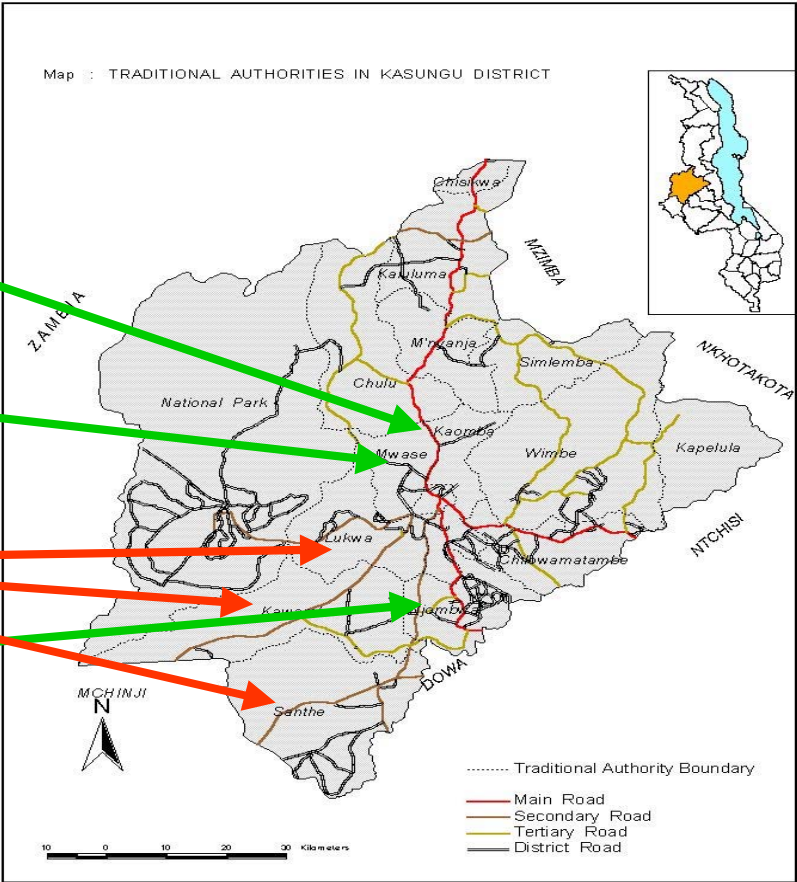 Map : TRADITIONAL AUTHORITIES IN KASUNGU DISTRICT
Chisikwa
MZIMBA
Kaluluma
ZAMBIA
M'nyanja
Simlemba
NKHOTAKOTA
Chulu
National Park
Kaomba
Mwase
Wimbe
Kapelula
NTCHISI
Lukwa
Chilowamatambe
DOWA
MCHINJI
N
Santhe
Traditional Authority Boundary
Main Road
Secondary Road
Tertiary Road
District Road
10 0 10 20 30 Kilometers